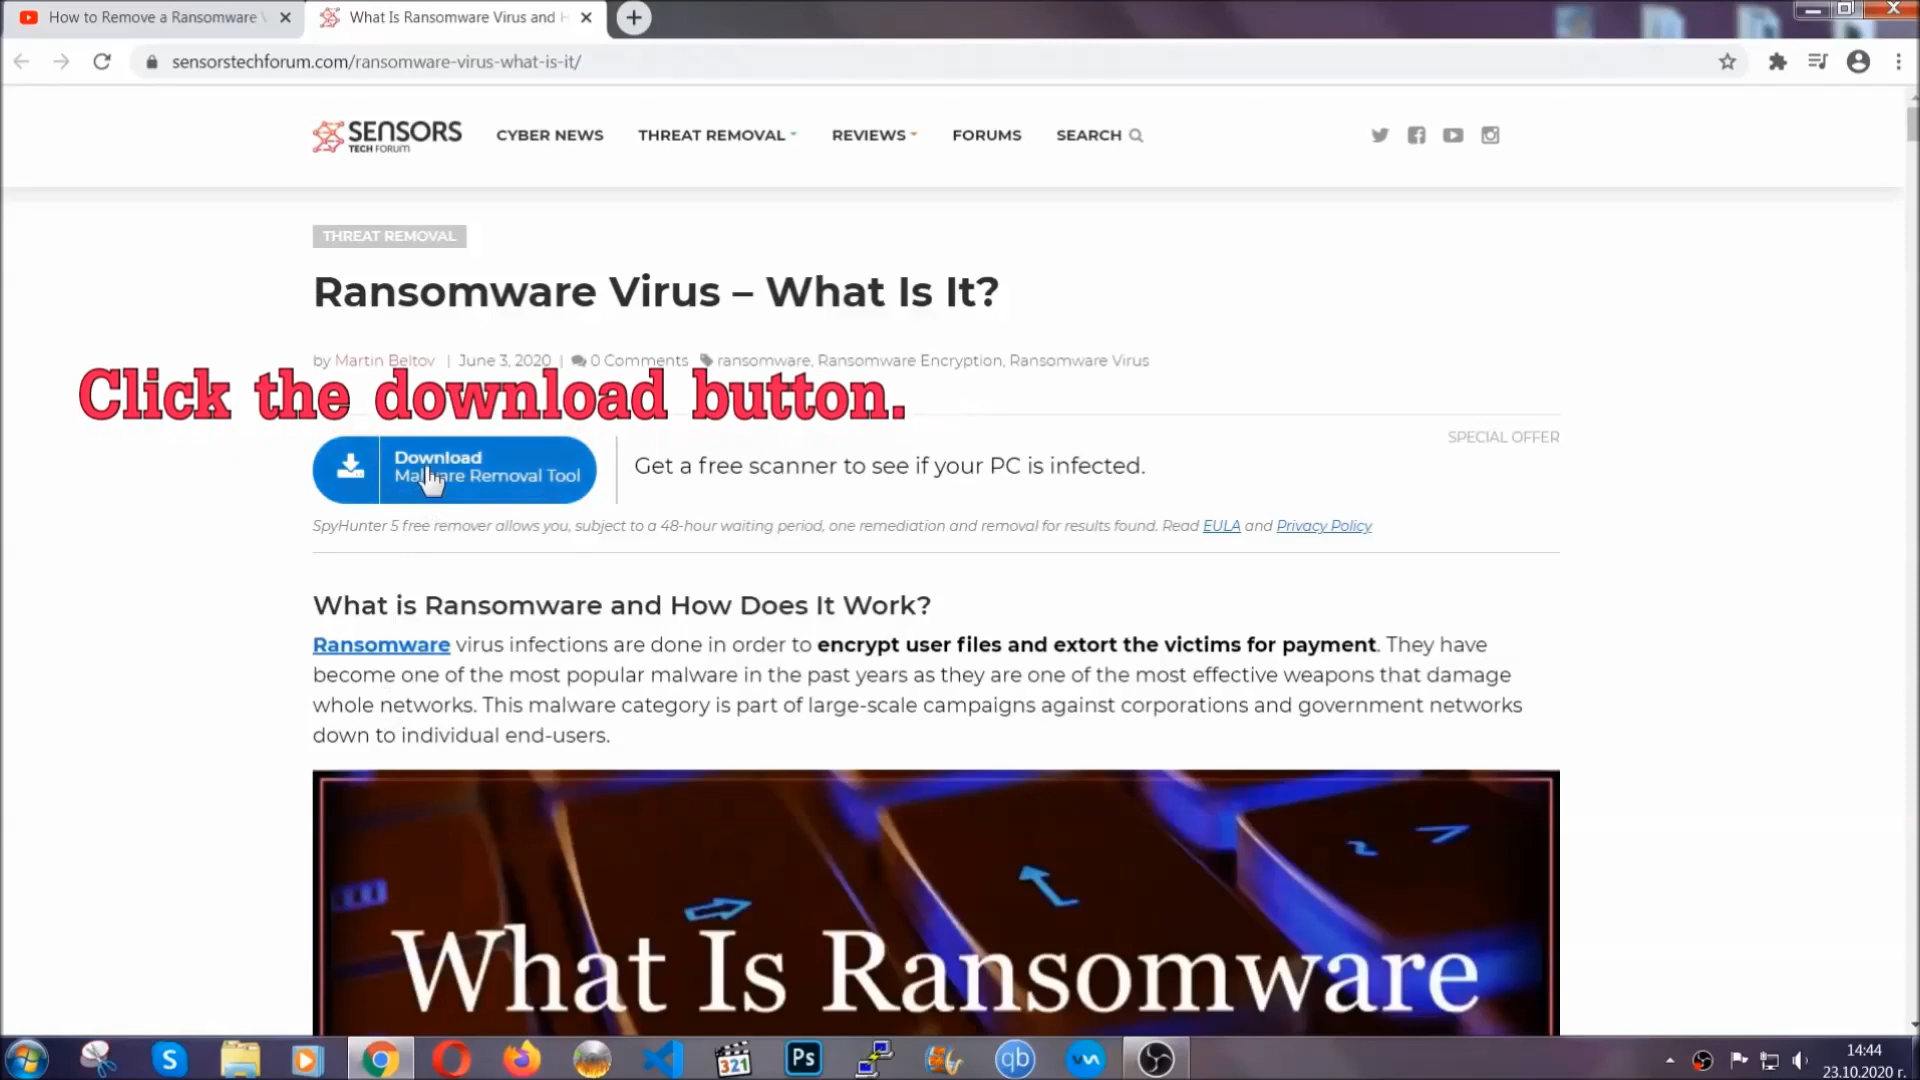 How to Remove a Ransomware V
What Is Ransomware Virus and H
sensorstechforum.com/ransomware-virus-what-is-it/
SENSORS
TECH FORUM
CYBER NEWS
THREAT REMOVAL
REVIEWS
FORUMS
SEARCH
THREAT REMOVAL
Ransomware Virus – What Is It?
by Martin Beltov | June 3, 2020 | 0 Comments ransomware, Ransomware Encryption, Ransomware Virus
Click the download button.
SPECIAL OFFER
Download
Malware Removal Tool
Get a free scanner to see if your PC is infected.
SpyHunter 5 free remover allows you, subject to a 48-hour waiting period, one remediation and removal for results found. Read EULA and Privacy Policy
What is Ransomware and How Does It Work?
Ransomware virus infections are done in order to encrypt user files and extort the victims for payment. They have
become one of the most popular malware in the past years as they are one of the most effective weapons that damage
whole networks. This malware category is part of large-scale campaigns against corporations and government networks
down to individual end-users.
What Is Ransomware
S
321
Ps
qb
14:44
23.10.2020 г.